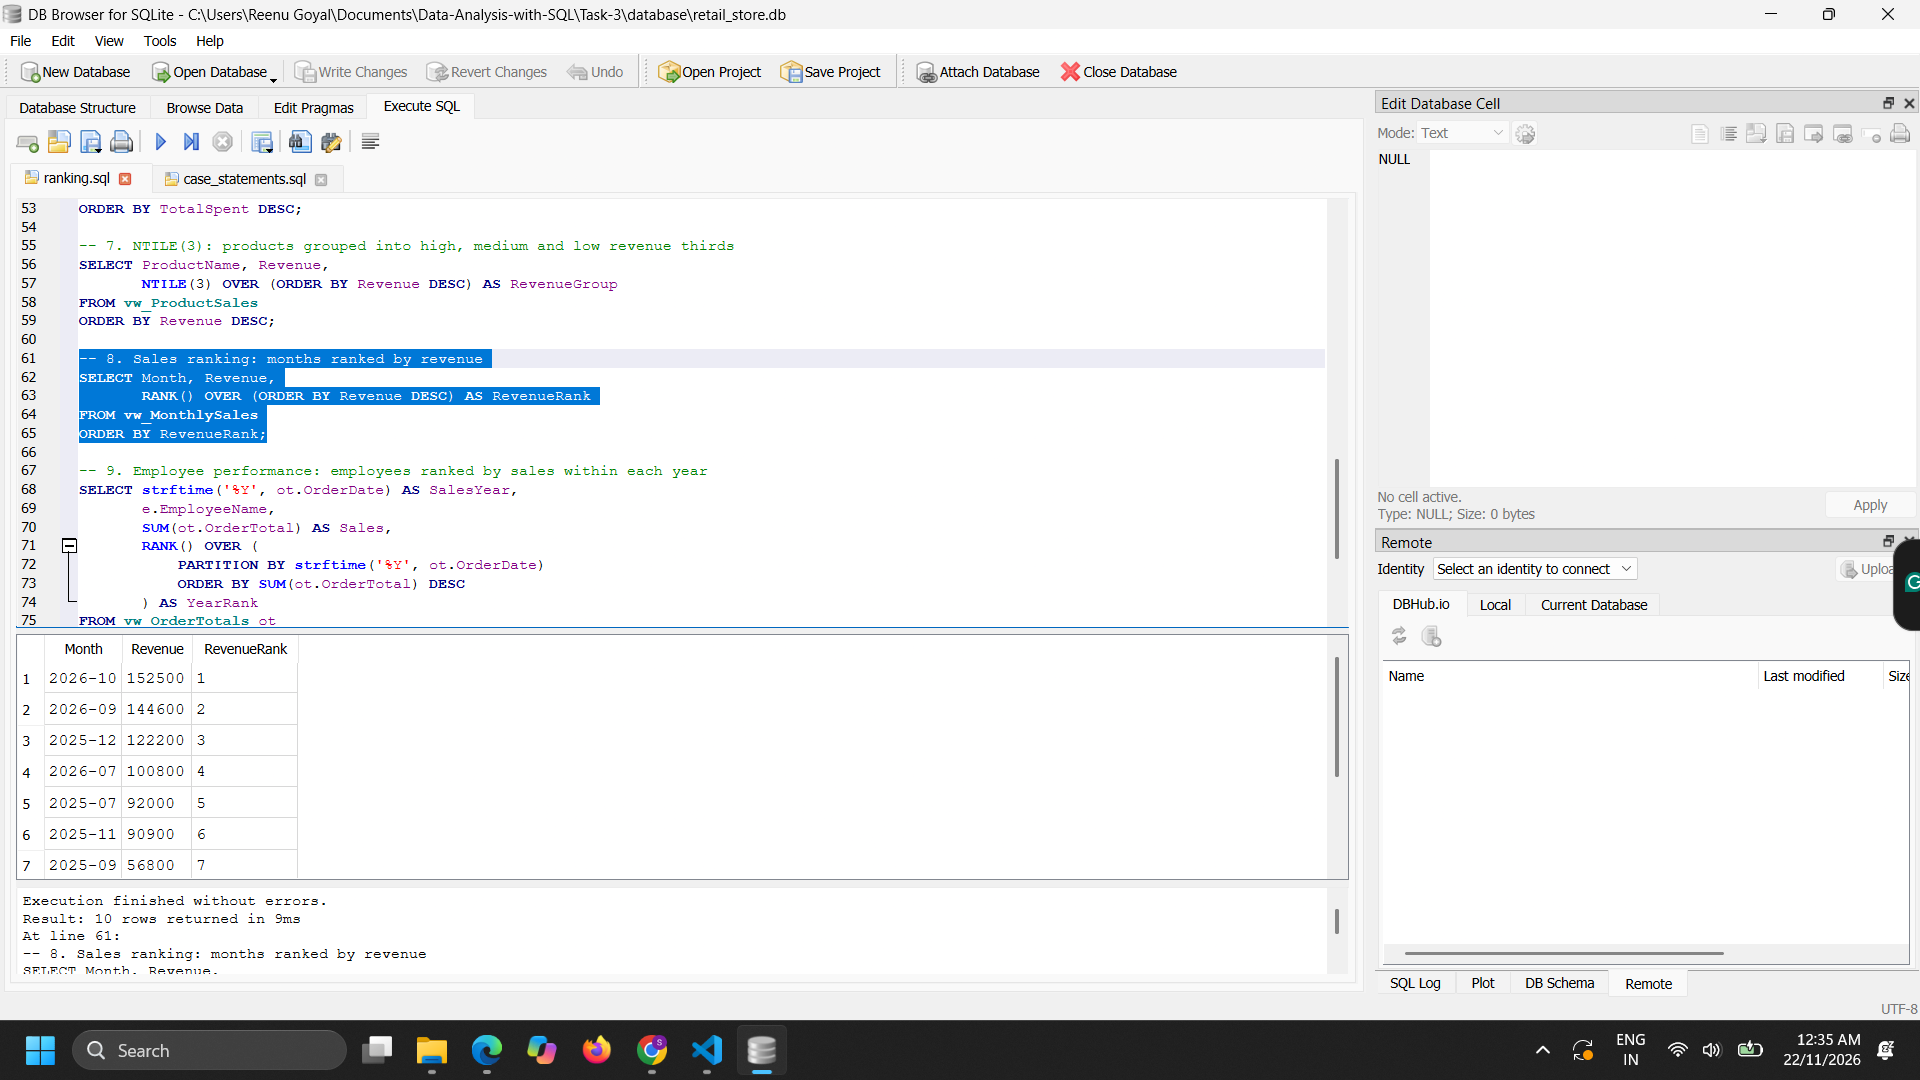 DB Browser for SQLite - C:\Users\Reenu Goyal\Documents\Data-Analysis-with-SQL\Task-3\database\retail_store.db
File Edit View Tools Help
New Database Open Database Write Changes Revert Changes Undo Open Project Save Project Attach Database Close Database
Database Structure Browse Data Edit Pragmas Execute SQL
ranking.sql case_statements.sql
53 ORDER BY TotalSpent DESC;
54
55 -- 7. NTILE(3): products grouped into high, medium and low revenue thirds
56 SELECT ProductName, Revenue,
57 NTILE(3) OVER (ORDER BY Revenue DESC) AS RevenueGroup
58 FROM vw_ProductSales
59 ORDER BY Revenue DESC;
60
61 -- 8. Sales ranking: months ranked by revenue
62 SELECT Month, Revenue,
63 RANK() OVER (ORDER BY Revenue DESC) AS RevenueRank
64 FROM vw_MonthlySales
65 ORDER BY RevenueRank;
66
67 -- 9. Employee performance: employees ranked by sales within each year
68 SELECT strftime('%Y', ot.OrderDate) AS SalesYear,
69 e.EmployeeName,
70 SUM(ot.OrderTotal) AS Sales,
71 RANK() OVER (
72 PARTITION BY strftime('%Y', ot.OrderDate)
73 ORDER BY SUM(ot.OrderTotal) DESC
74 ) AS YearRank
75 FROM vw_OrderTotals ot
Month Revenue RevenueRank
1 2026-10 152500 1
2 2026-09 144600 2
3 2025-12 122200 3
4 2026-07 100800 4
5 2025-07 92000 5
6 2025-11 90900 6
7 2025-09 56800 7
Execution finished without errors.
Result: 10 rows returned in 9ms
At line 61:
-- 8. Sales ranking: months ranked by revenue
SELECT Month, Revenue,
Edit Database Cell
Mode: Text
NULL
No cell active.
Type: NULL; Size: 0 bytes
Apply
Remote
Identity Select an identity to connect Uploa
DBHub.io Local Current Database
Name Last modified Size
SQL Log Plot DB Schema Remote
UTF-8
Search
ENG
IN
12:35 AM
22/11/2026